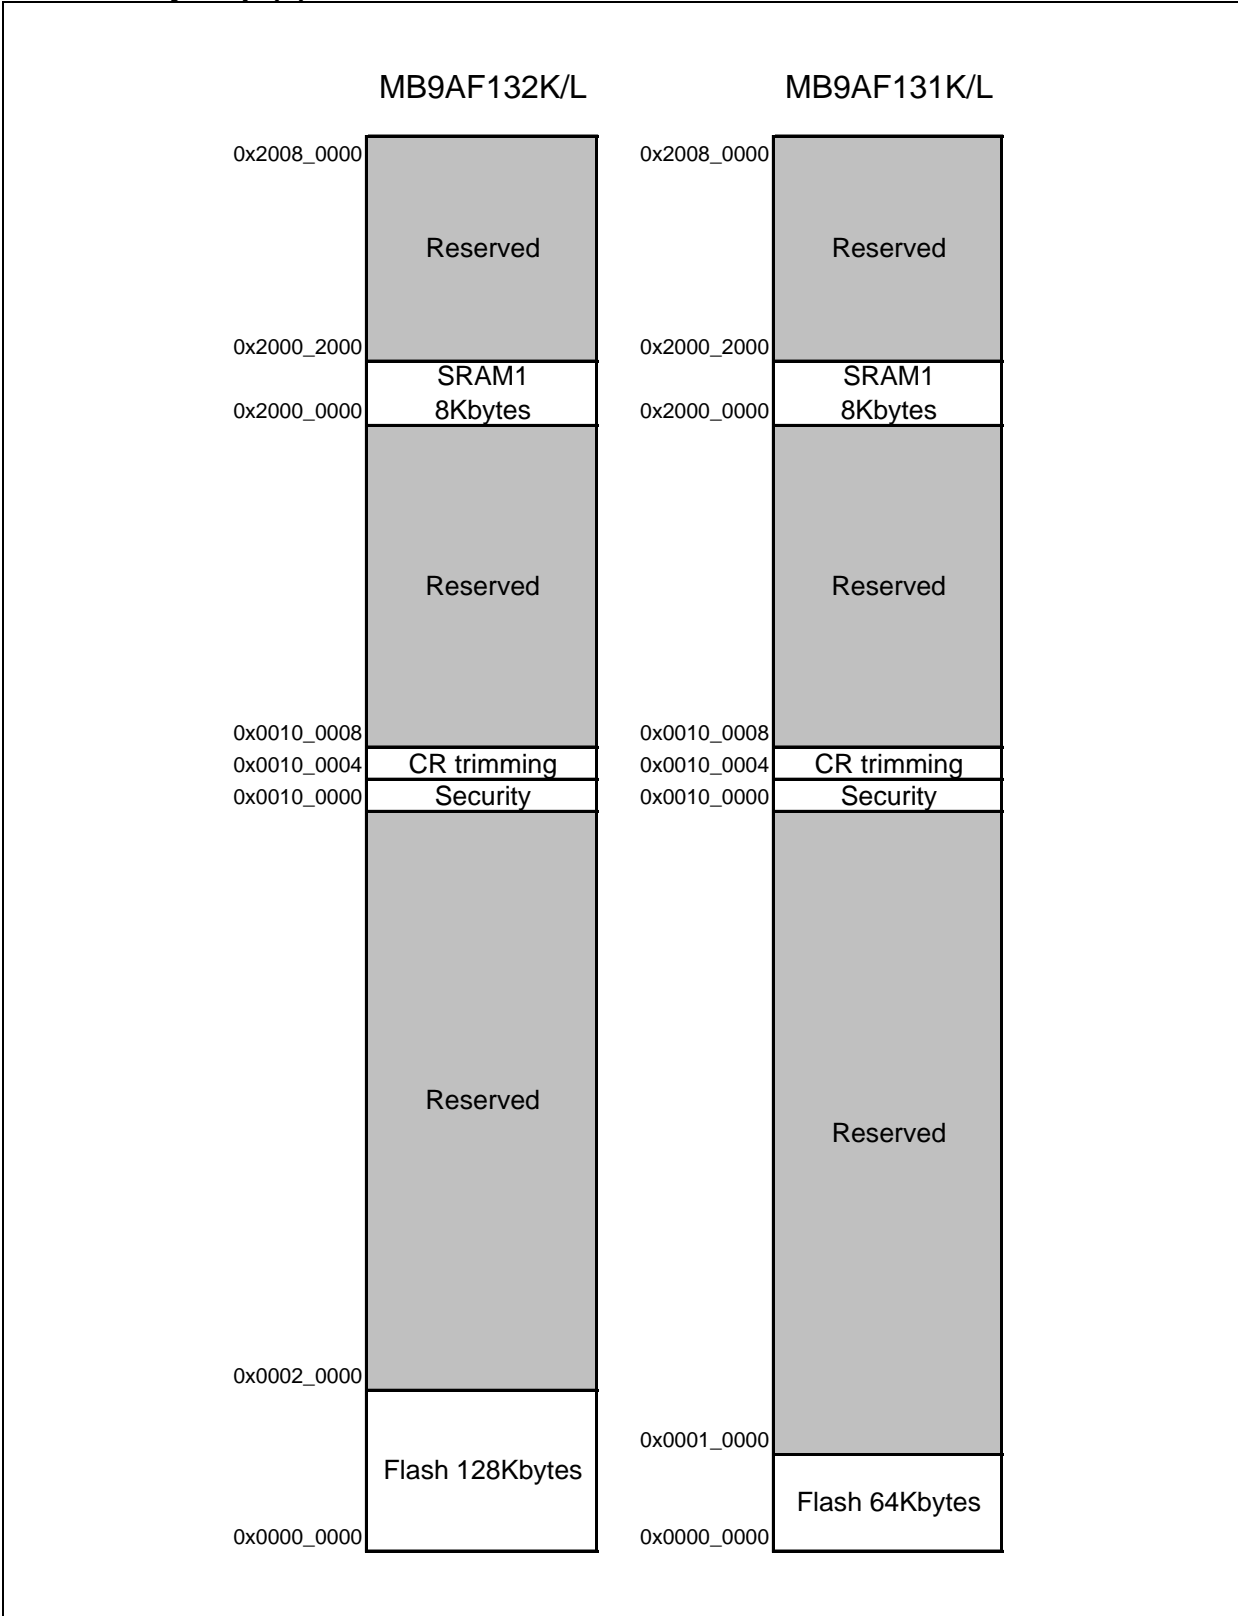 MB9AF132K/L
0x2008_0000
Reserved
0x2000_2000
SRAM1
8Kbytes
0x2000_0000
Reserved
0x0010_0008
0x0010_0004
CR trimming
0x0010_0000
Security
Reserved
0x0002_0000
Flash 128Kbytes
0x0000_0000
MB9AF131K/L
0x2008_0000
Reserved
0x2000_2000
SRAM1
8Kbytes
0x2000_0000
Reserved
0x0010_0008
0x0010_0004
CR trimming
0x0010_0000
Security
Reserved
0x0001_0000
Flash 64Kbytes
0x0000_0000